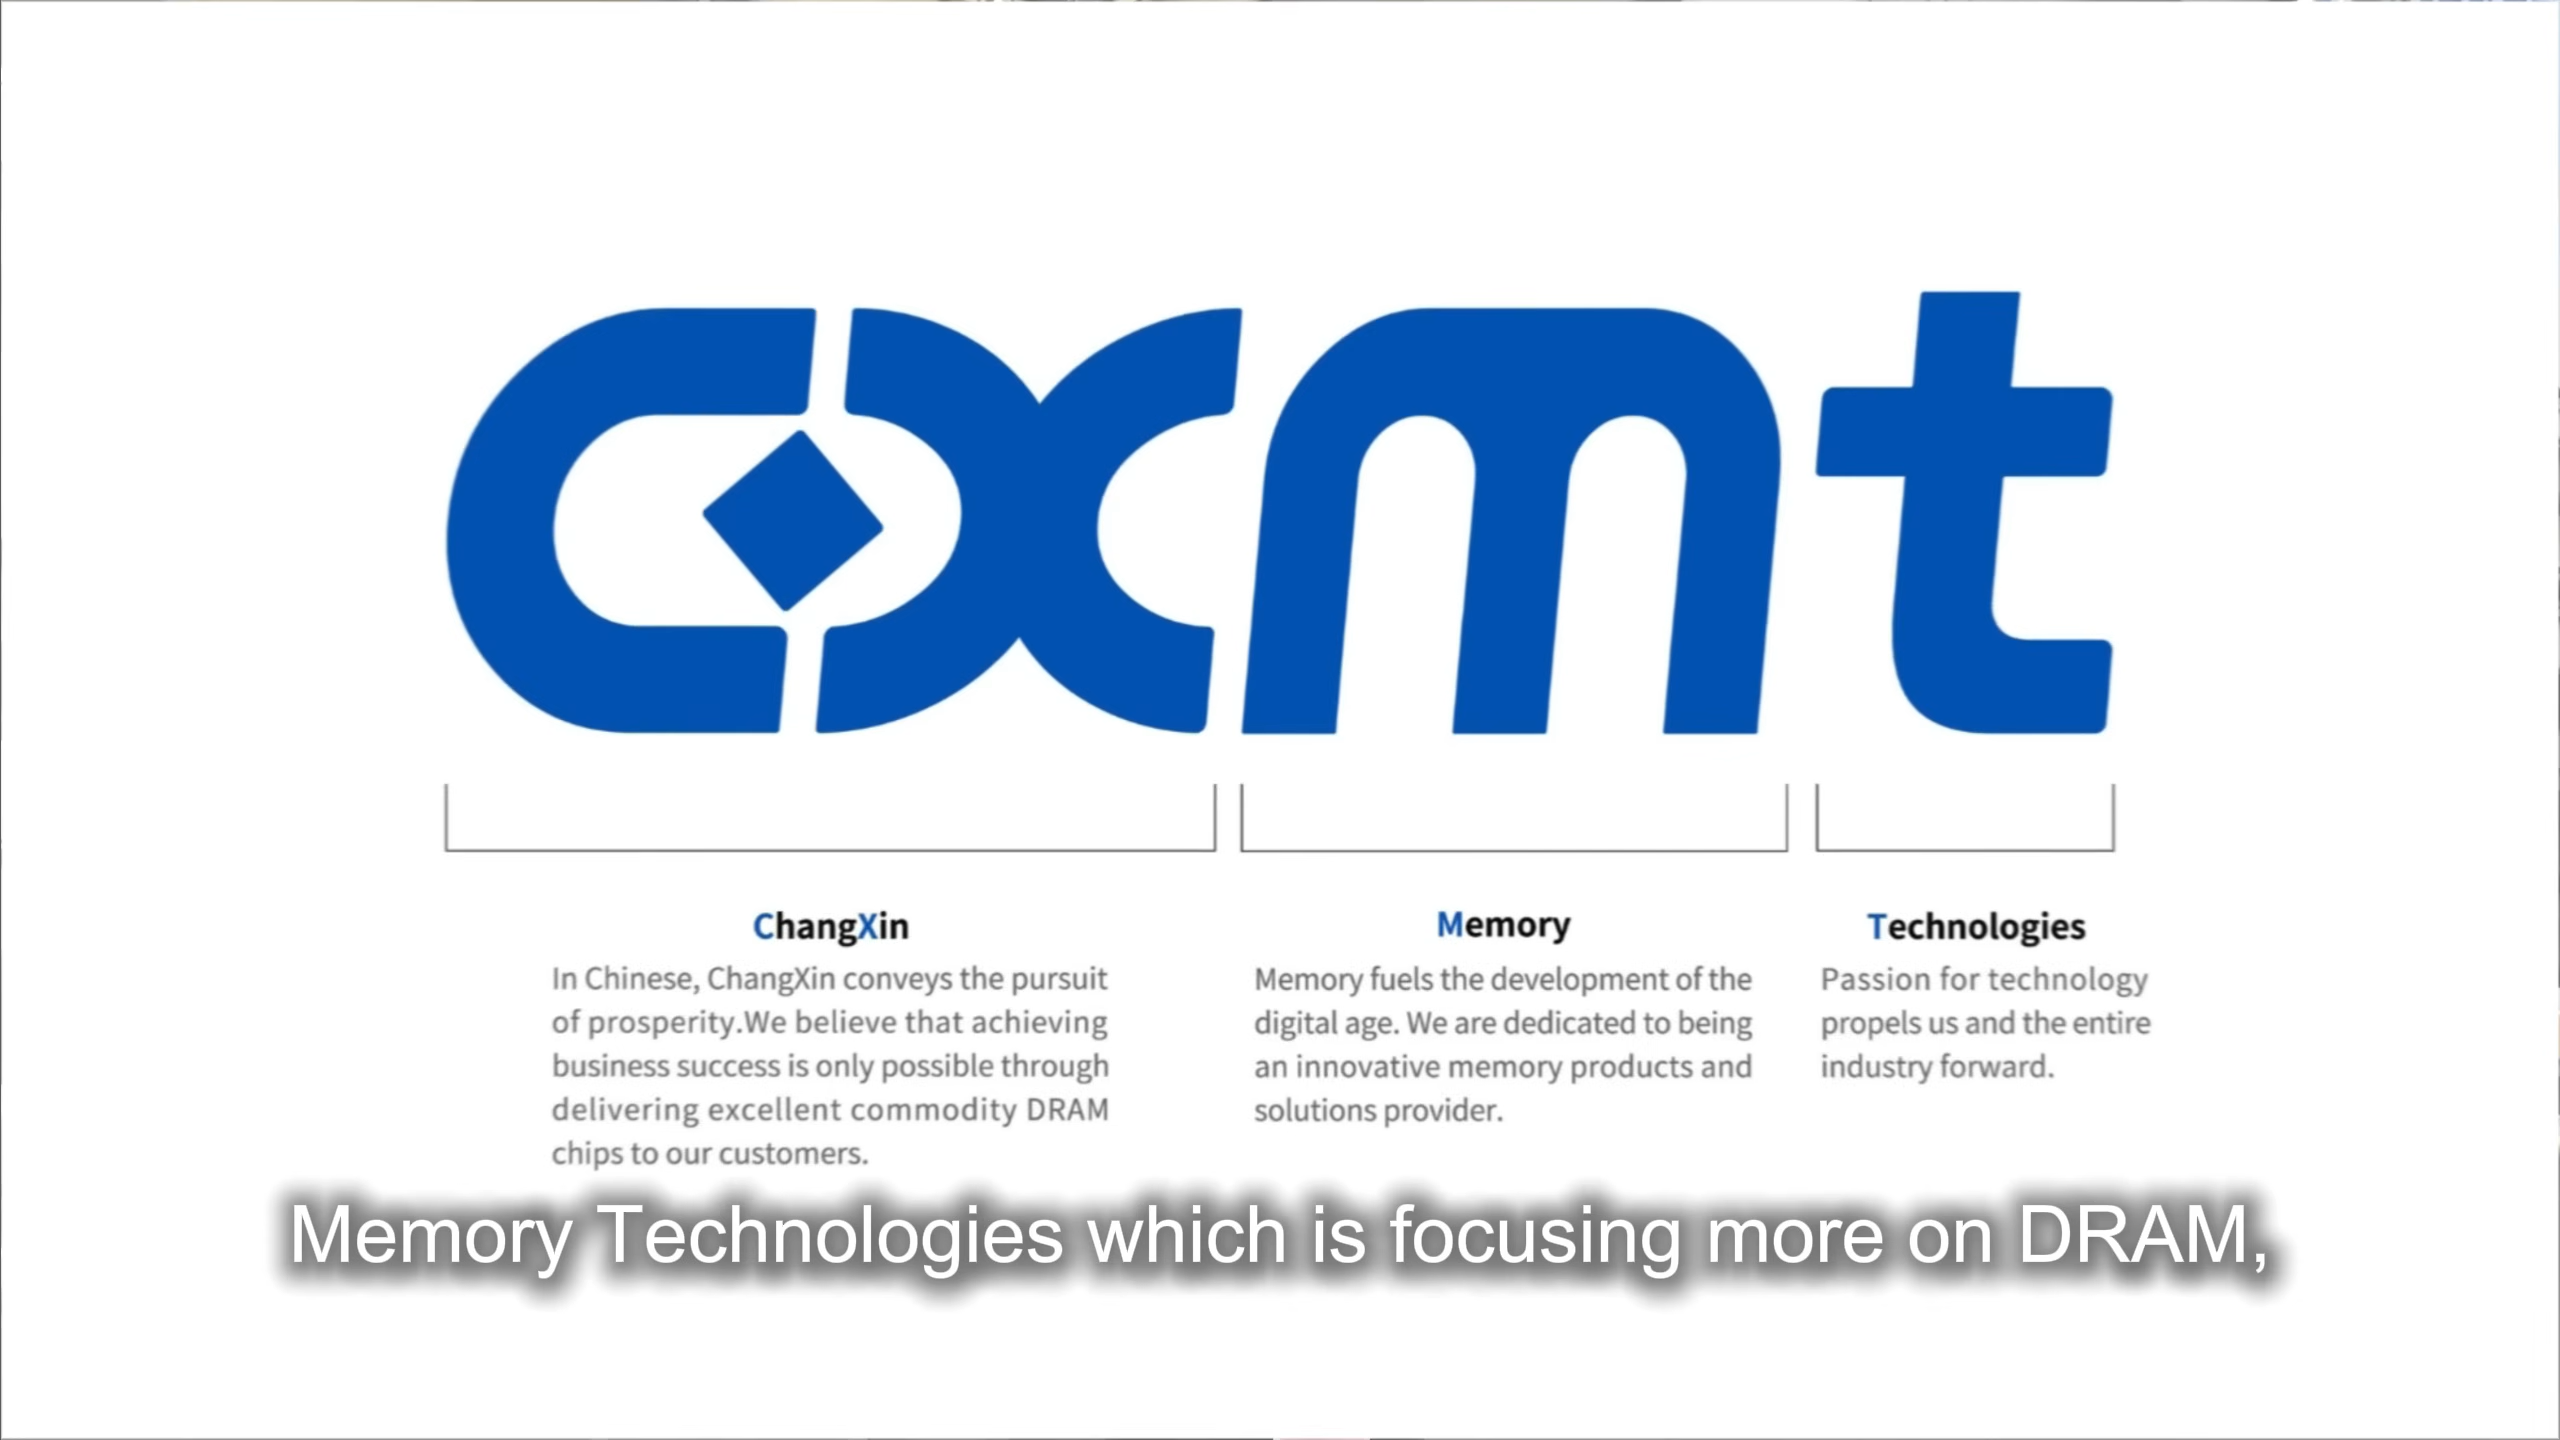 cxmt
ChangXin
In Chinese, ChangXin conveys the pursuit
of prosperity.We believe that achieving
business success is only possible through
delivering excellent commodity DRAM
chips to our customers.
Memory
Memory fuels the development of the
digital age. We are dedicated to being
an innovative memory products and
solutions provider.
Technologies
Passion for technology
propels us and the entire
industry forward.
Memory Technologies which is focusing more on DRAM,